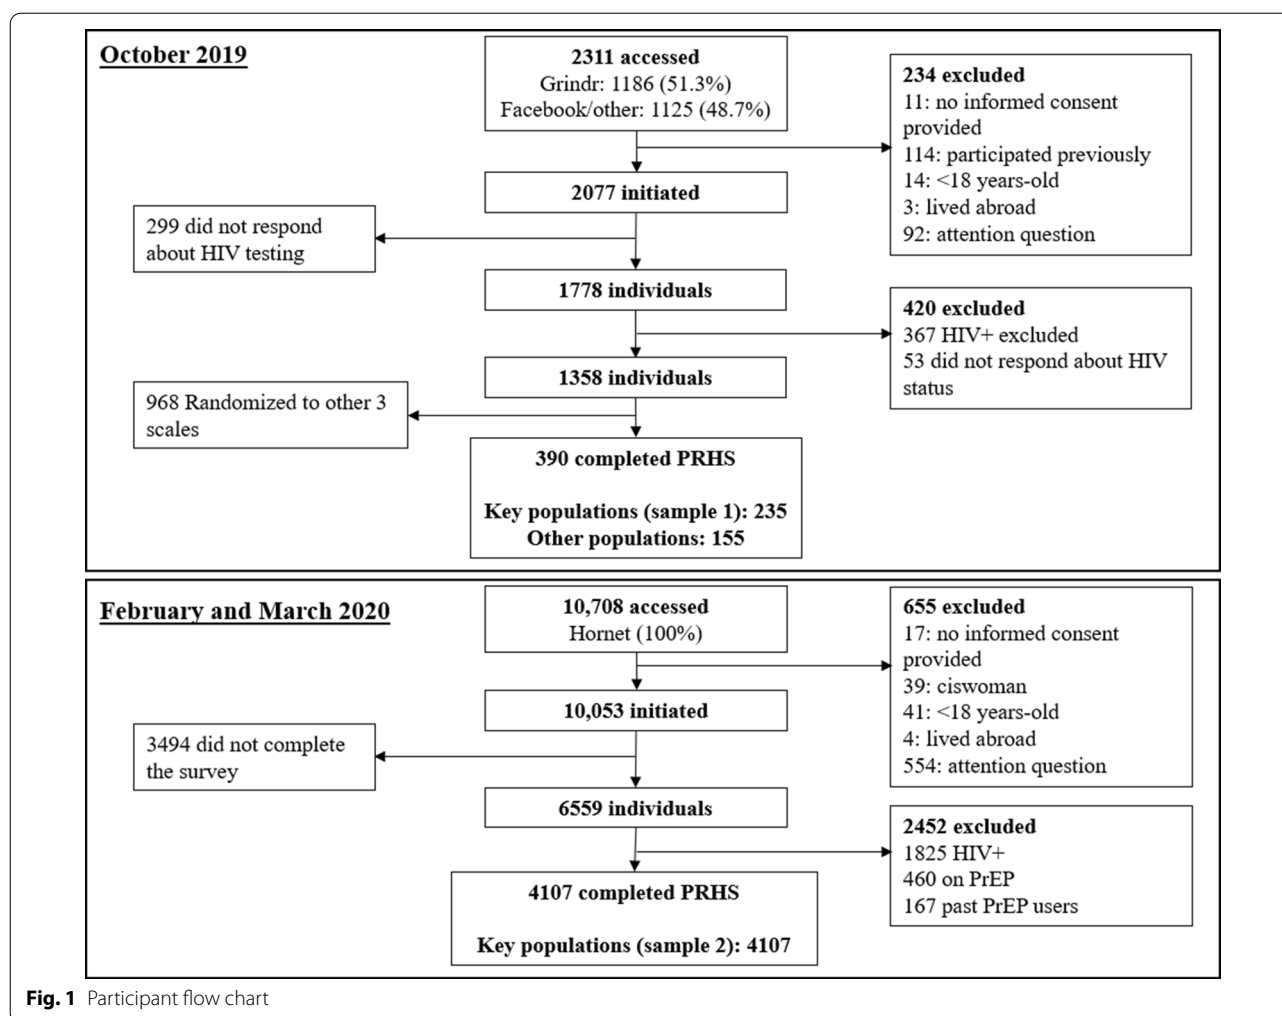 October 2019
2311 accessed
Grindr: 1186 (51.3%)
Facebook/other: 1125 (48.7%)
234 excluded
11: no informed consent
provided
114: participated previously
14: <18 years-old
3: lived abroad
92: attention question
2077 initiated
299 did not respond
about HIV testing
1778 individuals
420 excluded
367 HIV+ excluded
53 did not respond about HIV
status
1358 individuals
968 Randomized to other 3
scales
390 completed PRHS
Key populations (sample 1): 235
Other populations: 155
February and March 2020
10,708 accessed
Hornet (100%)
655 excluded
17: no informed consent
provided
39: ciswoman
41: <18 years-old
4: lived abroad
554: attention question
10,053 initiated
3494 did not complete
the survey
6559 individuals
2452 excluded
1825 HIV+
460 on PrEP
167 past PrEP users
4107 completed PRHS
Key populations (sample 2): 4107
Fig. 1 Participant flow chart